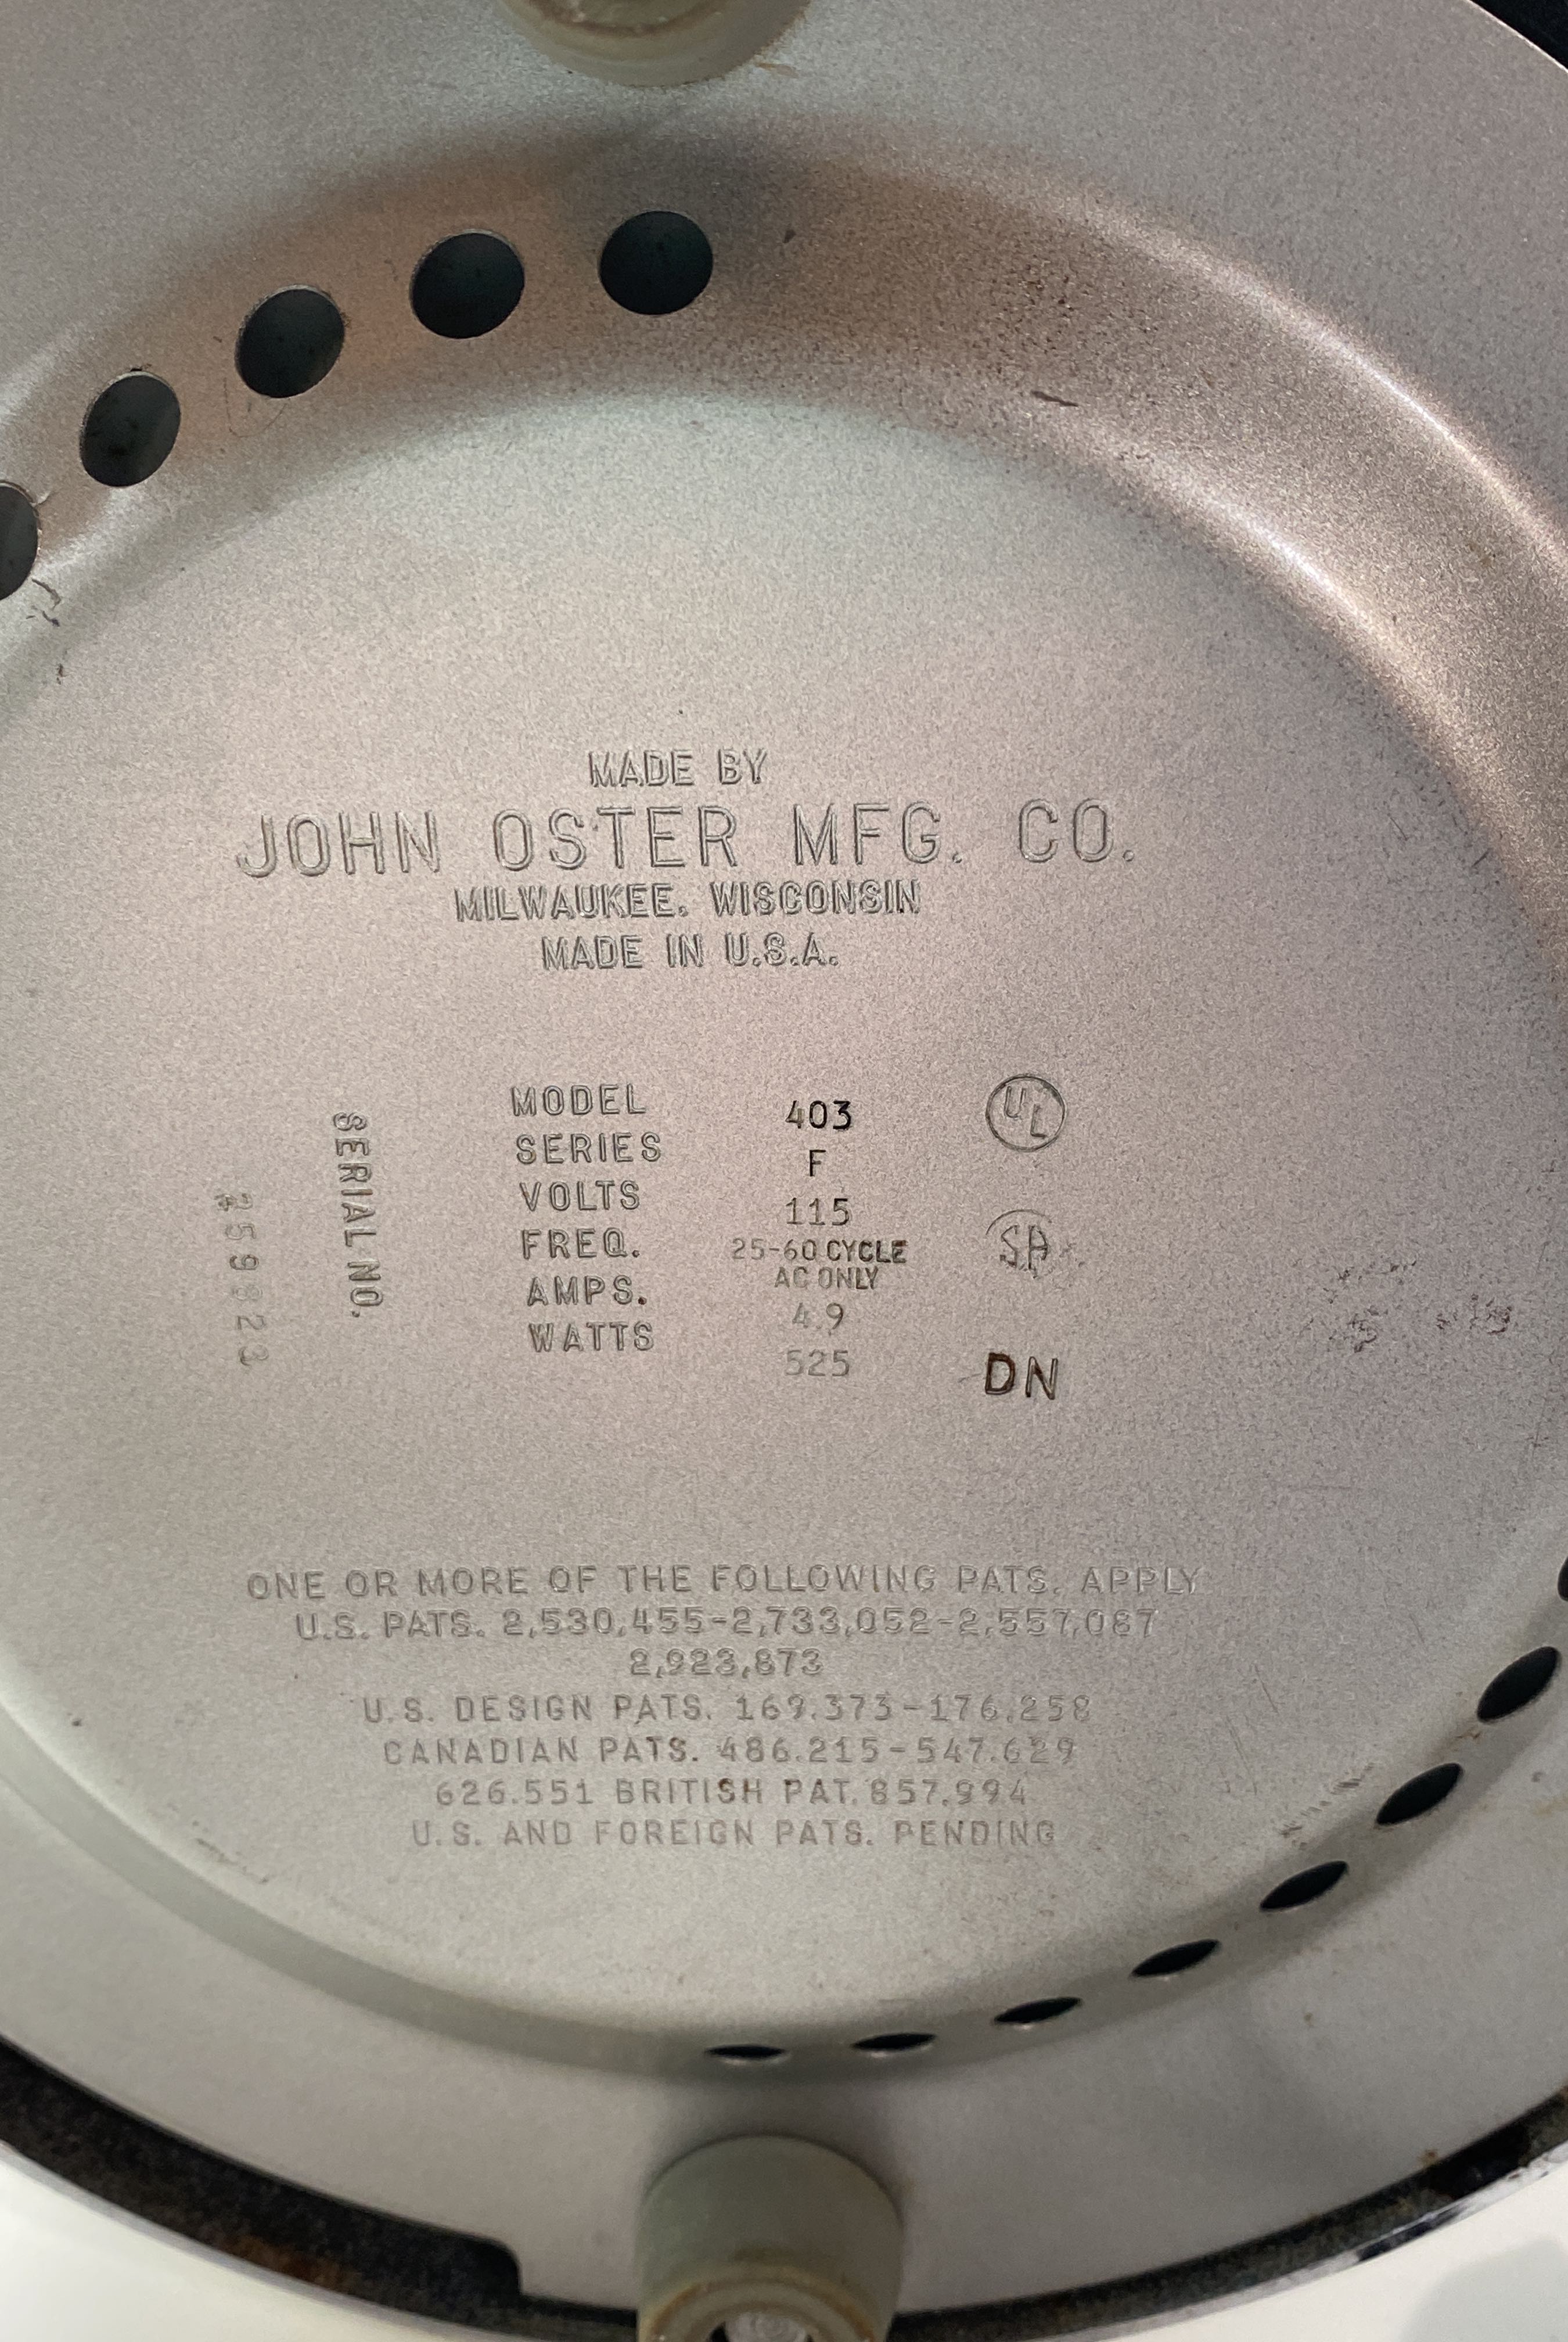 MADE BY
JOHN OSTER MFG. CO.
MILWAUKEE. WISCONSIN
MADE IN U.S.A.
SERIAL NO.
MODEL 403
SERIES F
VOLTS 115
FREQ. 25-60 CYCLE
AC ONLY
AMPS. 4.9
WATTS 525
UL
SA
DN
ONE OR MORE OF THE FOLLOWING PATS. APPLY
U.S. PATS. 2,530,455-2,733,052-2,557,087
2,923,873
U.S. DESIGN PATS. 169.373-176.258
CANADIAN PATS. 486.215-547.629
626.551 BRITISH PAT. 857.994
U.S. AND FOREIGN PATS. PENDING